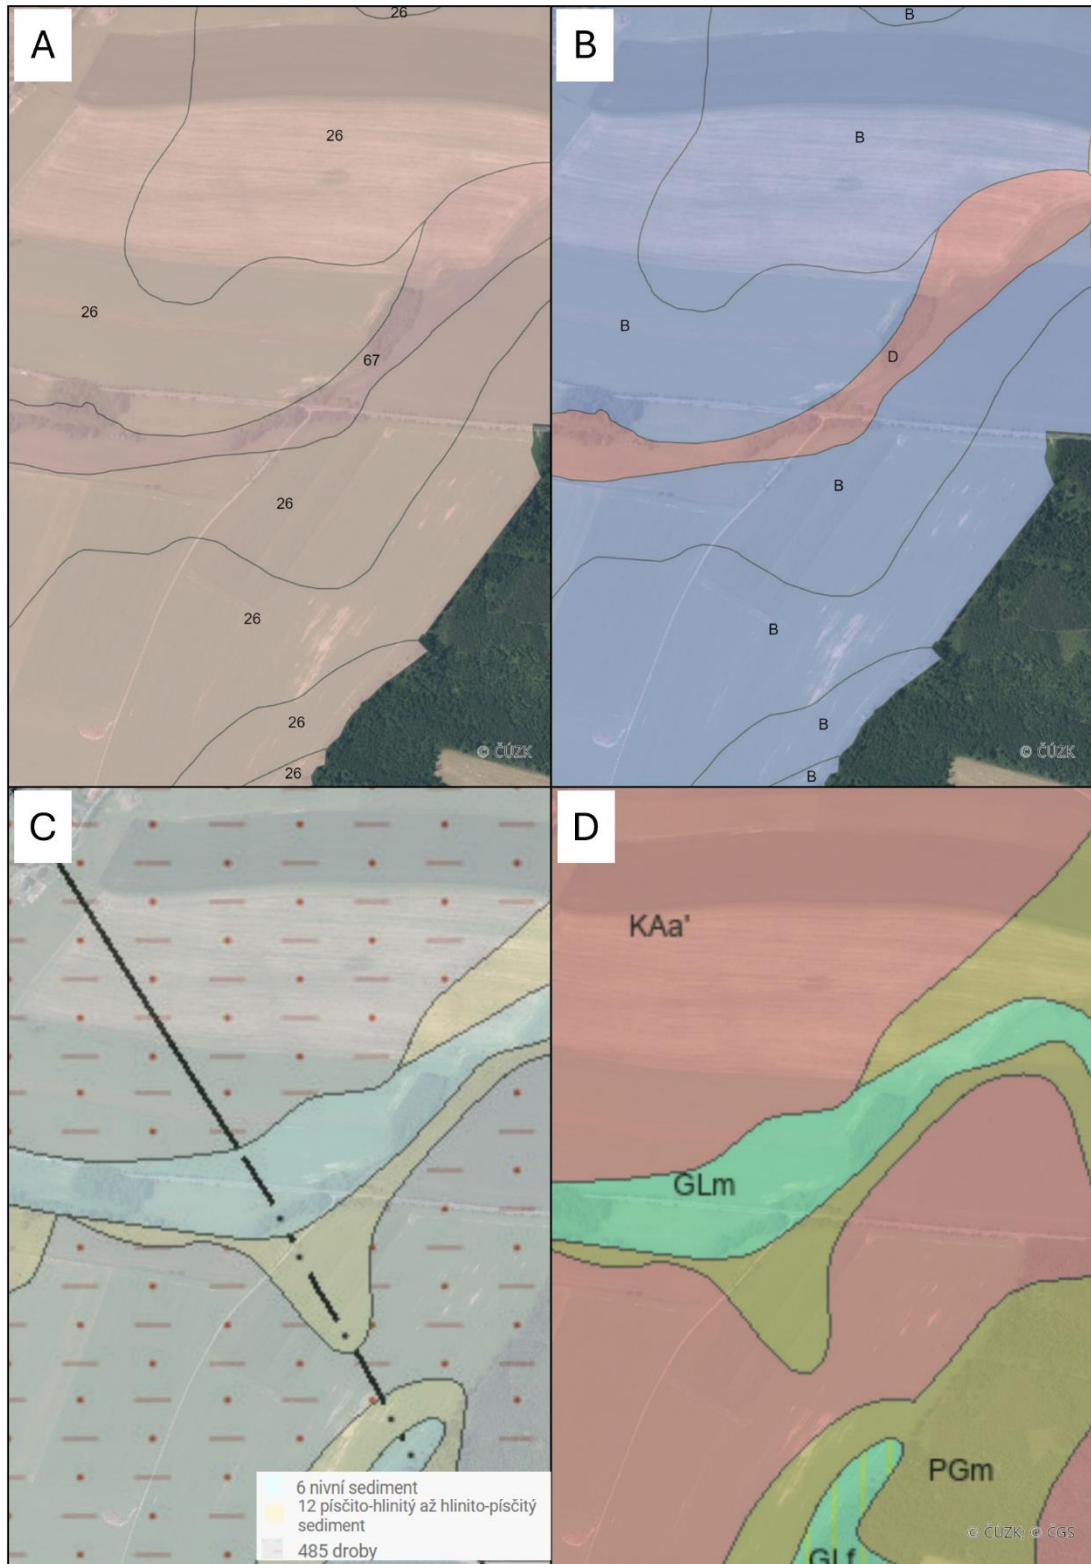 A
26
26
26
67
26
26
26
26
© ČÚZK
B
B
B
B
D
B
B
B
B
© ČÚZK
C
6 nivní sediment
12 písčito-hlinitý až hlinito-písčitý
sediment
485 droby
D
KAa'
GLm
PGm
© ČÚZK; © ČGS
GLf